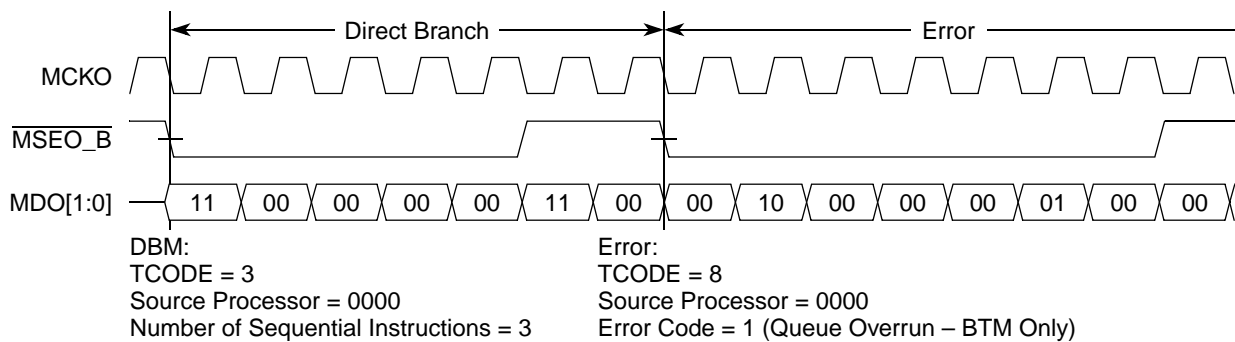 Direct Branch Error
MCKO
MSEO_B
MDO[1:0] 11 00 00 00 00 11 00 00 10 00 00 00 01 00 00
DBM:
TCODE = 3
Source Processor = 0000
Number of Sequential Instructions = 3
Error:
TCODE = 8
Source Processor = 0000
Error Code = 1 (Queue Overrun – BTM Only)